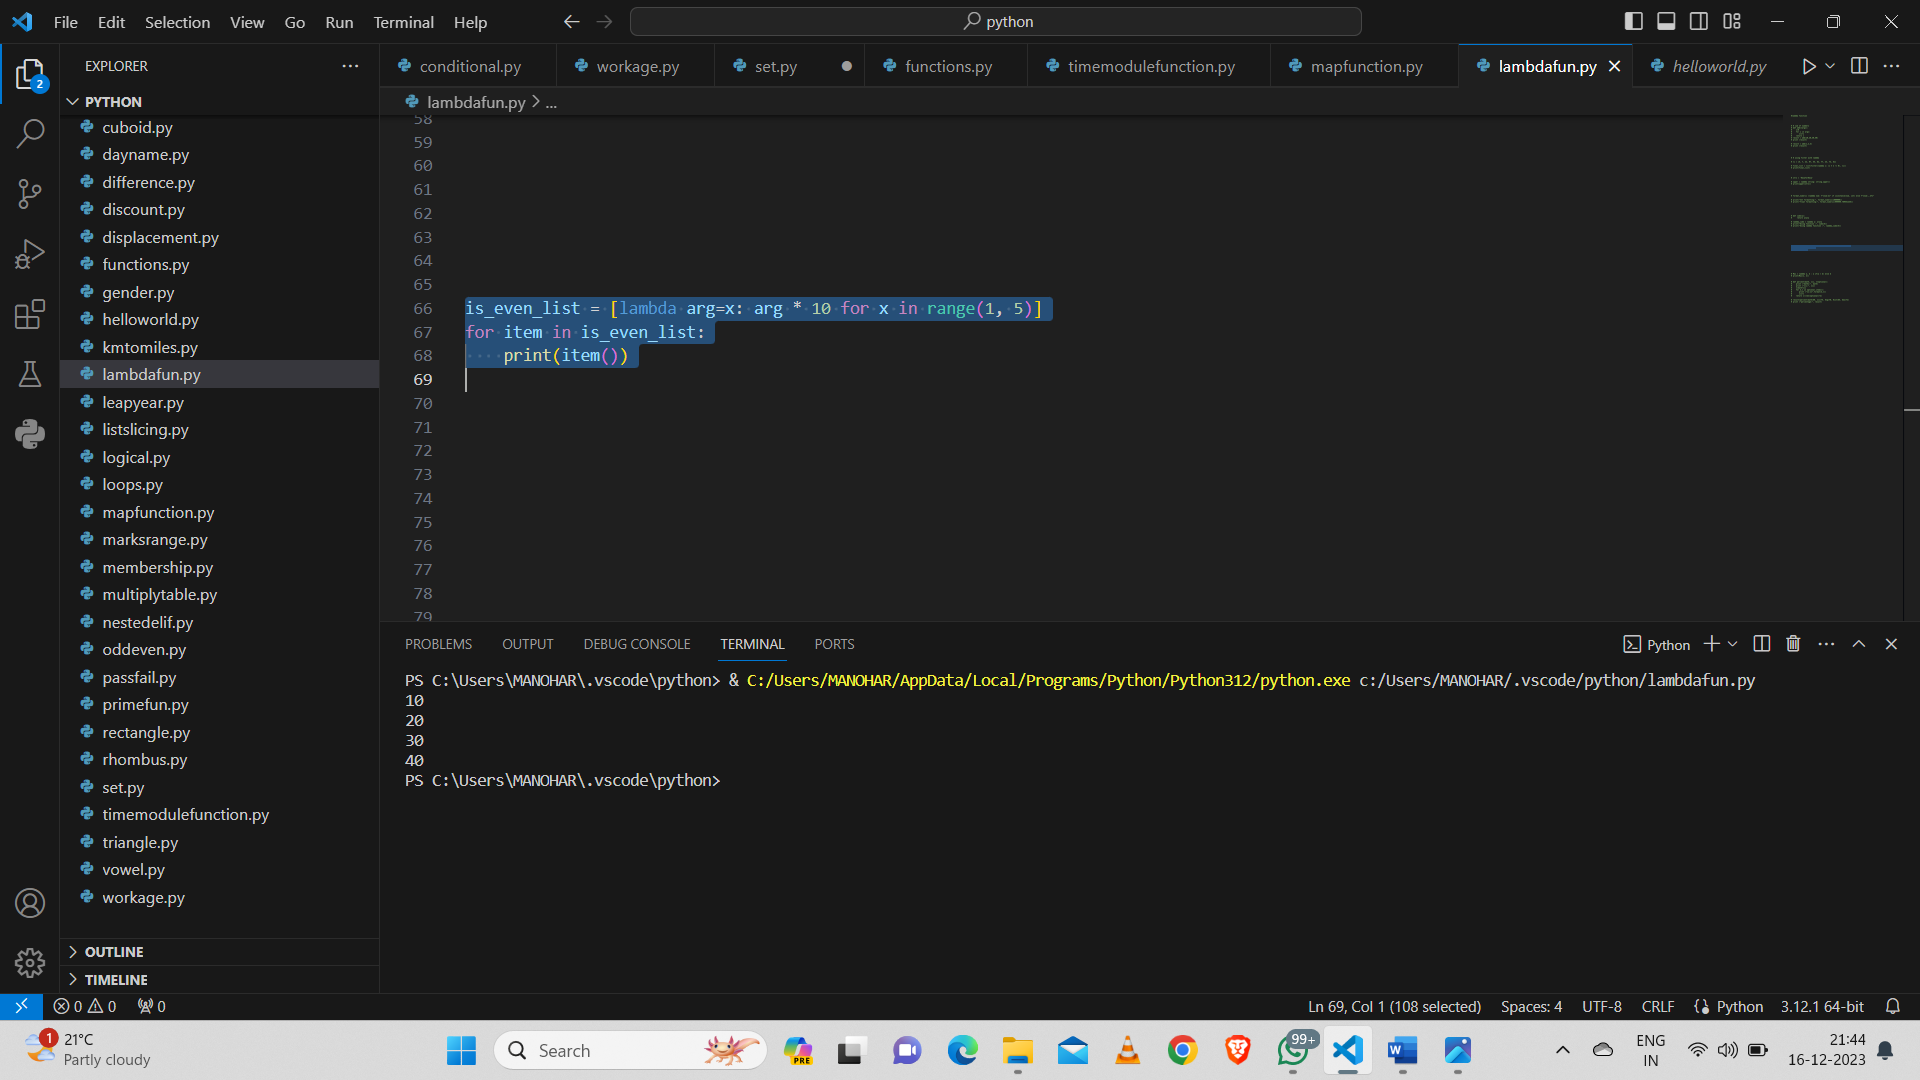 File Edit Selection View Go Run Terminal Help
python
EXPLORER
conditional.py workage.py set.py functions.py timemodulefunction.py mapfunction.py lambdafun.py helloworld.py
2
PYTHON
lambdafun.py > ...
cuboid.py
dayname.py
difference.py
discount.py
displacement.py
functions.py
gender.py
helloworld.py
kmtomiles.py
lambdafun.py
leapyear.py
listslicing.py
logical.py
loops.py
mapfunction.py
marksrange.py
membership.py
multiplytable.py
nestedelif.py
oddeven.py
passfail.py
primefun.py
rectangle.py
rhombus.py
set.py
timemodulefunction.py
triangle.py
vowel.py
workage.py
OUTLINE
TIMELINE
58
59
60
61
62
63
64
65
66 is_even_list = [lambda arg=x: arg * 10 for x in range(1, 5)]
67 for item in is_even_list:
68 print(item())
69
70
71
72
73
74
75
76
77
78
79
PROBLEMS OUTPUT DEBUG CONSOLE TERMINAL PORTS
Python
PS C:\Users\MANOHAR\.vscode\python> & C:/Users/MANOHAR/AppData/Local/Programs/Python/Python312/python.exe c:/Users/MANOHAR/.vscode/python/lambdafun.py
10
20
30
40
PS C:\Users\MANOHAR\.vscode\python>
0 0 0
Ln 69, Col 1 (108 selected) Spaces: 4 UTF-8 CRLF Python 3.12.1 64-bit
1
21°C
Partly cloudy
Search
PRE
99+
ENG
IN
21:44
16-12-2023